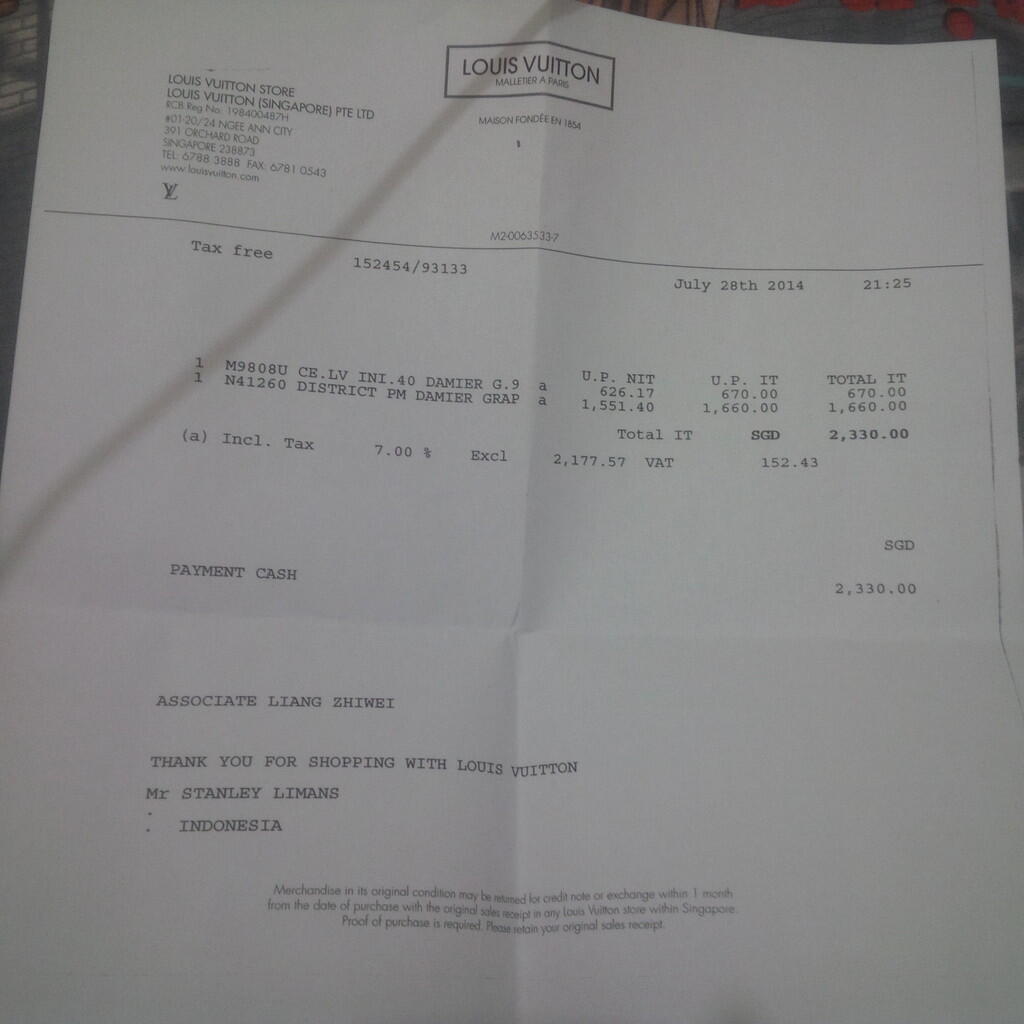 LOUIS VUITTON
MALLETIER A PARIS
MAISON FONDÉE EN 1854
LOUIS VUITTON STORE
LOUIS VUITTON (SINGAPORE) PTE LTD
RCB Reg No: 198400487H
#01-20/24 NGEE ANN CITY
391 ORCHARD ROAD
SINGAPORE 238873
TEL: 6788 3888 FAX: 6781 0543
www.louisvuitton.com
LV
M2-0063533-7
Tax free 152454/93133 July 28th 2014 21:25
U.P. NIT U.P. IT TOTAL IT
1 M9808U CE.LV INI.40 DAMIER G.9 a 626.17 670.00 670.00
1 N41260 DISTRICT PM DAMIER GRAP a 1,551.40 1,660.00 1,660.00
Total IT SGD 2,330.00
(a) Incl. Tax 7.00 % Excl 2,177.57 VAT 152.43
SGD
PAYMENT CASH 2,330.00
ASSOCIATE LIANG ZHIWEI
THANK YOU FOR SHOPPING WITH LOUIS VUITTON
Mr STANLEY LIMANS
.
. INDONESIA
Merchandise in its original condition may be returned for credit note or exchange within 1 month
from the date of purchase with the original sales receipt in any Louis Vuitton store within Singapore.
Proof of purchase is required. Please retain your original sales receipt.